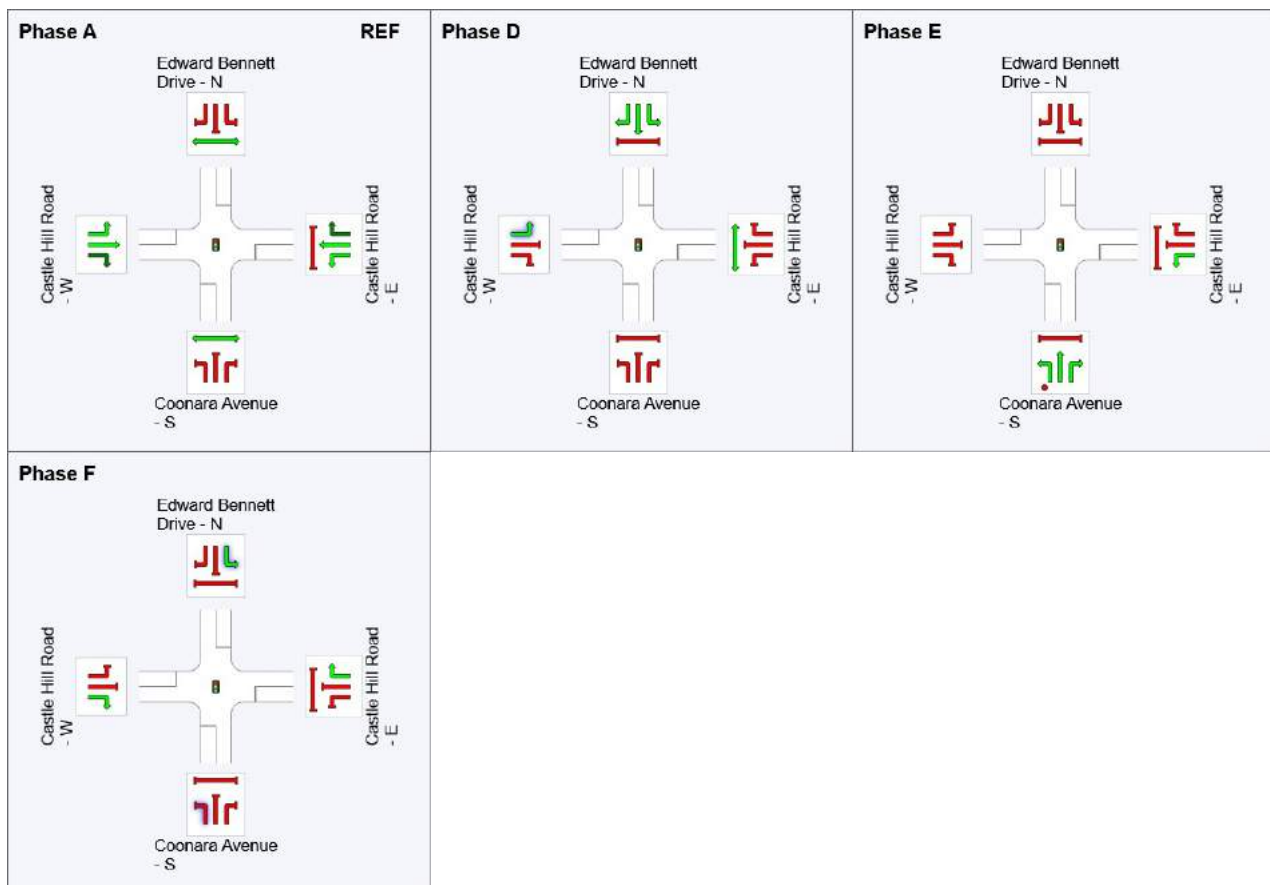 Phase A REF
Edward Bennett
Drive - N
Castle Hill Road
- W
Castle Hill Road
- E
Coonara Avenue
- S
Phase D
Edward Bennett
Drive - N
Castle Hill Road
- W
Castle Hill Road
- E
Coonara Avenue
- S
Phase E
Edward Bennett
Drive - N
Castle Hill Road
- W
Castle Hill Road
- E
Coonara Avenue
- S
Phase F
Edward Bennett
Drive - N
Castle Hill Road
- W
Castle Hill Road
- E
Coonara Avenue
- S